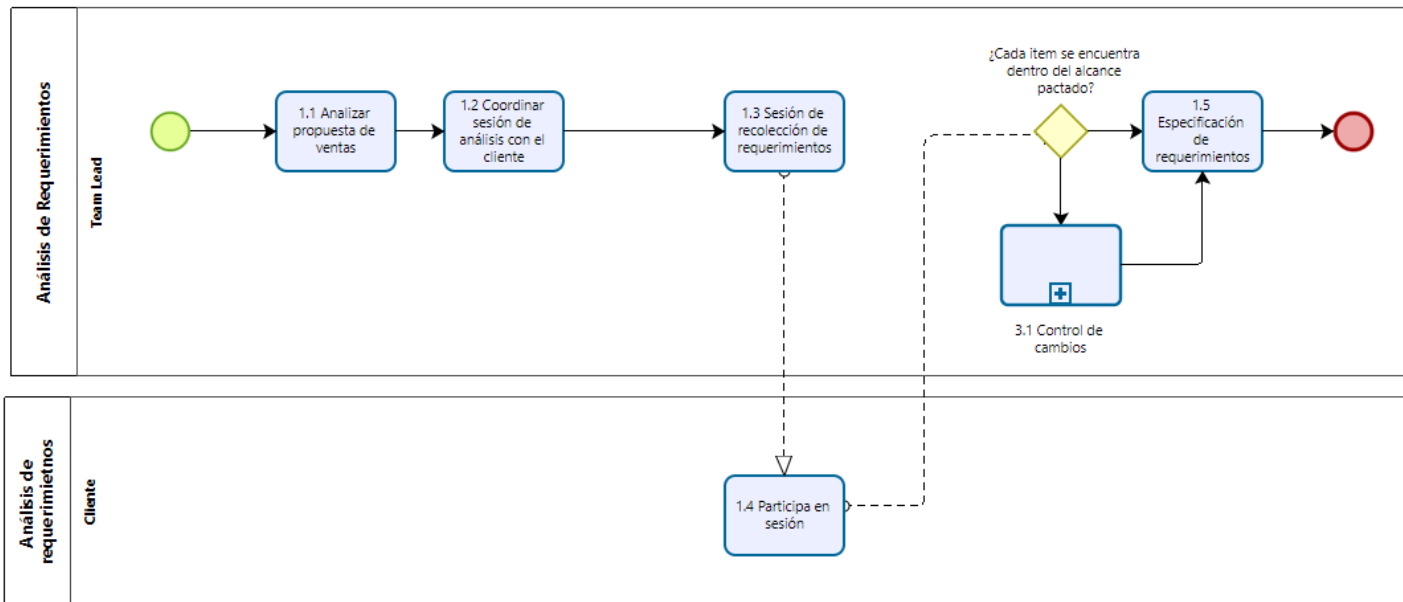 Análisis de Requerimientos
Team Lead
1.1 Analizar
propuesta de
ventas
1.2 Coordinar
sesión de
análisis con el
cliente
1.3 Sesión de
recolección de
requerimientos
¿Cada item se encuentra
dentro del alcance
pactado?
1.5
Especificación
de
requerimientos
3.1 Control de
cambios
Análisis de
requerimietnos
Cliente
1.4 Participa en
sesión